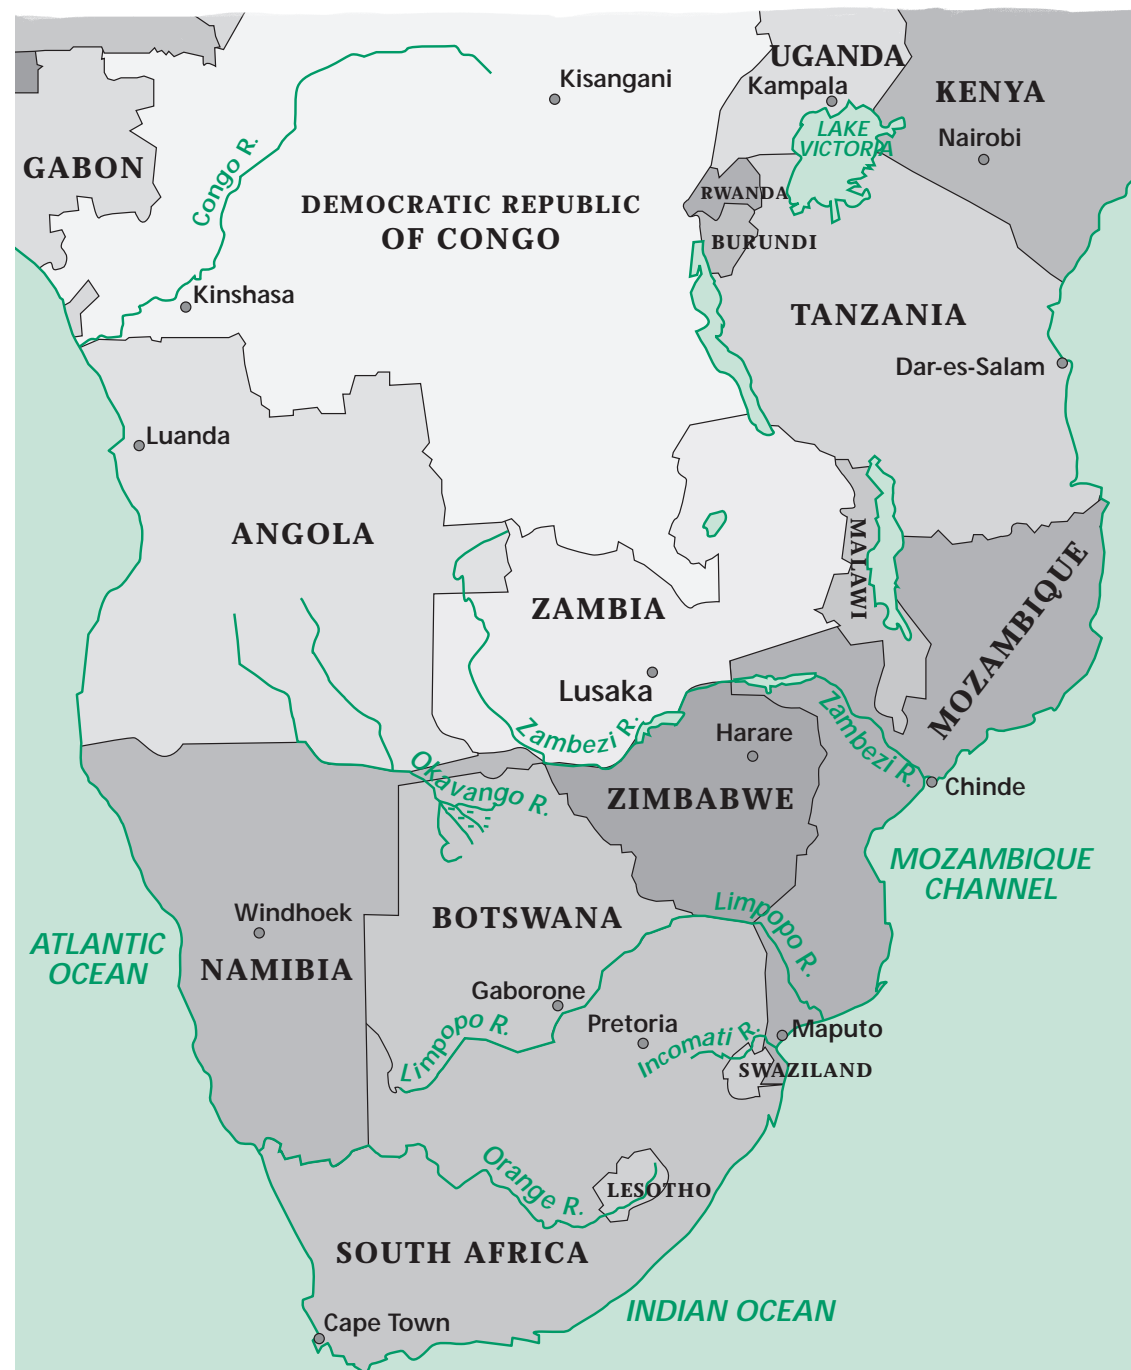 UGANDA
Kampala
Kisangani
KENYA
Nairobi
LAKE
VICTORIA
GABON
Congo R.
DEMOCRATIC REPUBLIC
OF CONGO
RWANDA
BURUNDI
Kinshasa
TANZANIA
Dar-es-Salam
Luanda
ANGOLA
MALAWI
ZAMBIA
MOZAMBIQUE
Lusaka
Zambezi R.
Zambezi R.
Harare
Okavango R.
ZIMBABWE
Chinde
MOZAMBIQUE
CHANNEL
Windhoek
BOTSWANA
Limpopo R.
ATLANTIC
OCEAN
NAMIBIA
Gaborone
Pretoria
Limpopo R.
Incomati R.
Maputo
SWAZILAND
Orange R.
LESOTHO
SOUTH AFRICA
INDIAN OCEAN
Cape Town